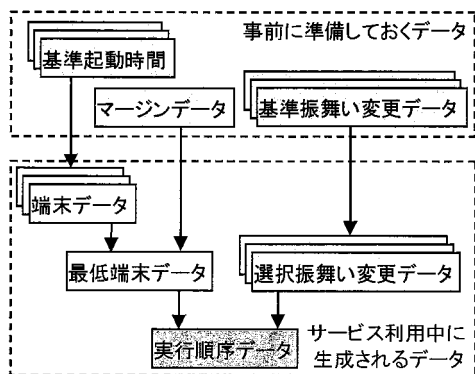 事前に準備しておくデータ
基準起動時間
マージンデータ
基準振舞い変更データ
端末データ
最低端末データ
選択振舞い変更データ
実行順序データ
サービス利用中に
生成されるデータ